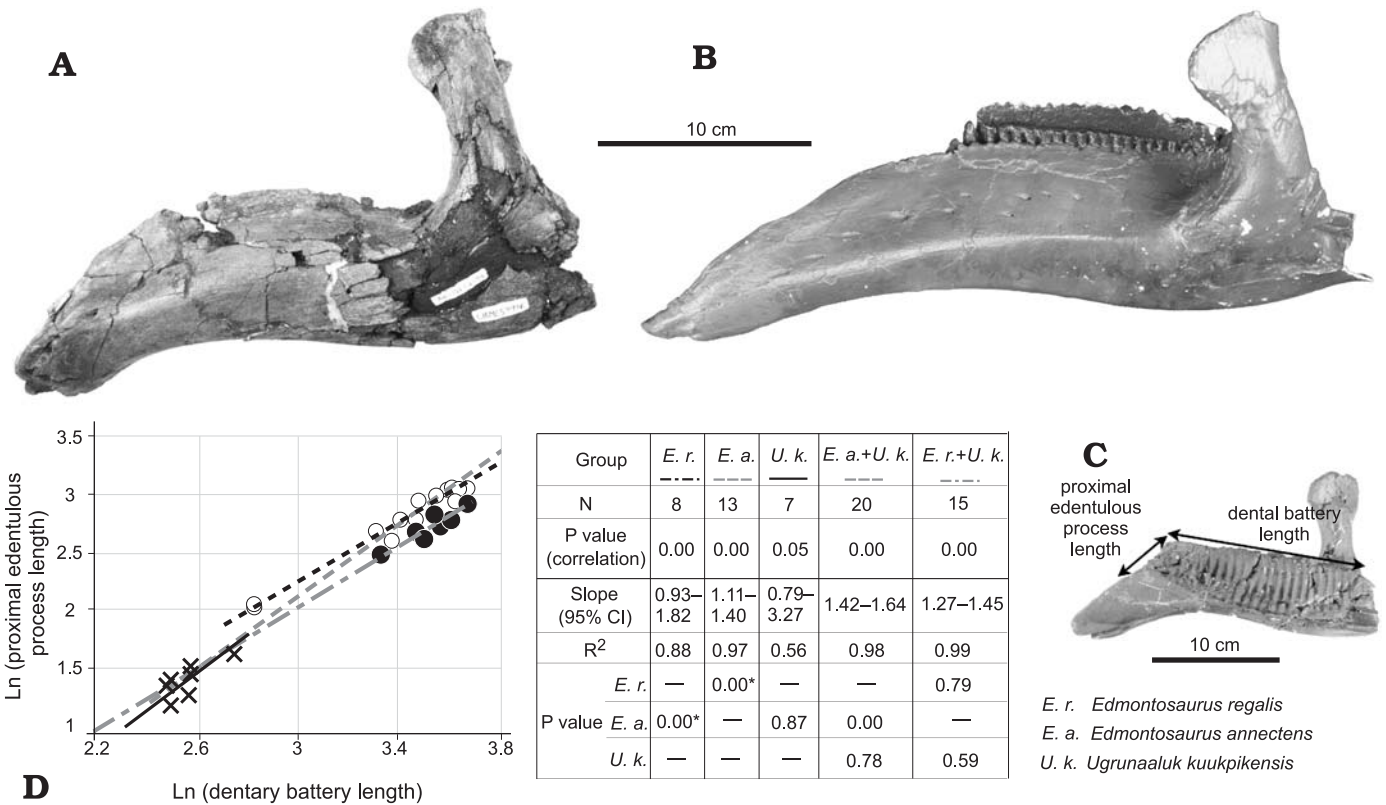 A
B
10 cm
Ln (proximal edentulous
process length)
3.5
3
2.5
2
1.5
1
2.2
2.6
3
3.4
3.8
Ln (dentary battery length)
D
Group E. r. E. a. U. k. E. a.+U. k. E. r.+U. k.
N 8 13 7 20 15
P value
(correlation) 0.00 0.00 0.05 0.00 0.00
Slope
(95% CI) 0.93–1.82 1.11–1.40 0.79–3.27 1.42–1.64 1.27–1.45
R2 0.88 0.97 0.56 0.98 0.99
P value
E. r. — 0.00* — — 0.79
E. a. 0.00* — 0.87 0.00 —
U. k. — — — 0.78 0.59
C
proximal
edentulous
process
length
dental battery
length
10 cm
E. r. Edmontosaurus regalis
E. a. Edmontosaurus annectens
U. k. Ugrunaaluk kuukpikensis